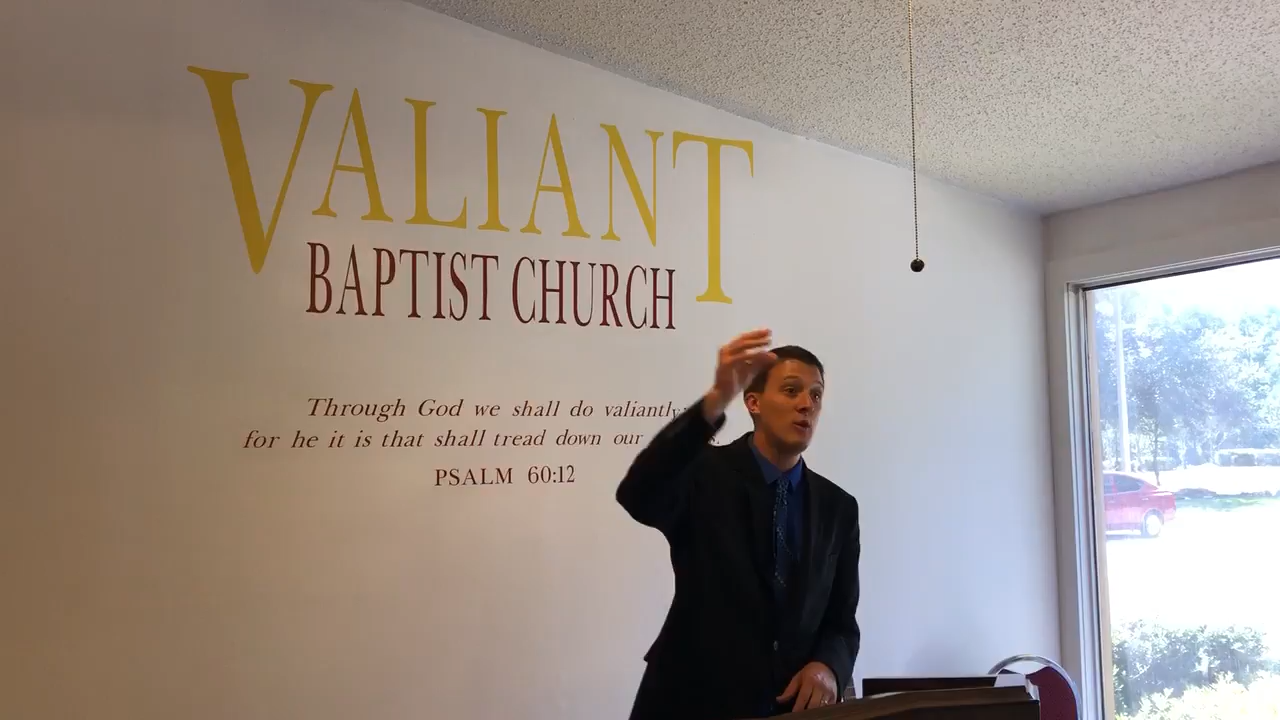 VALIANT
BAPTIST CHURCH
Through God we shall do valiantly
for he it is that shall tread down our
PSALM 60:12